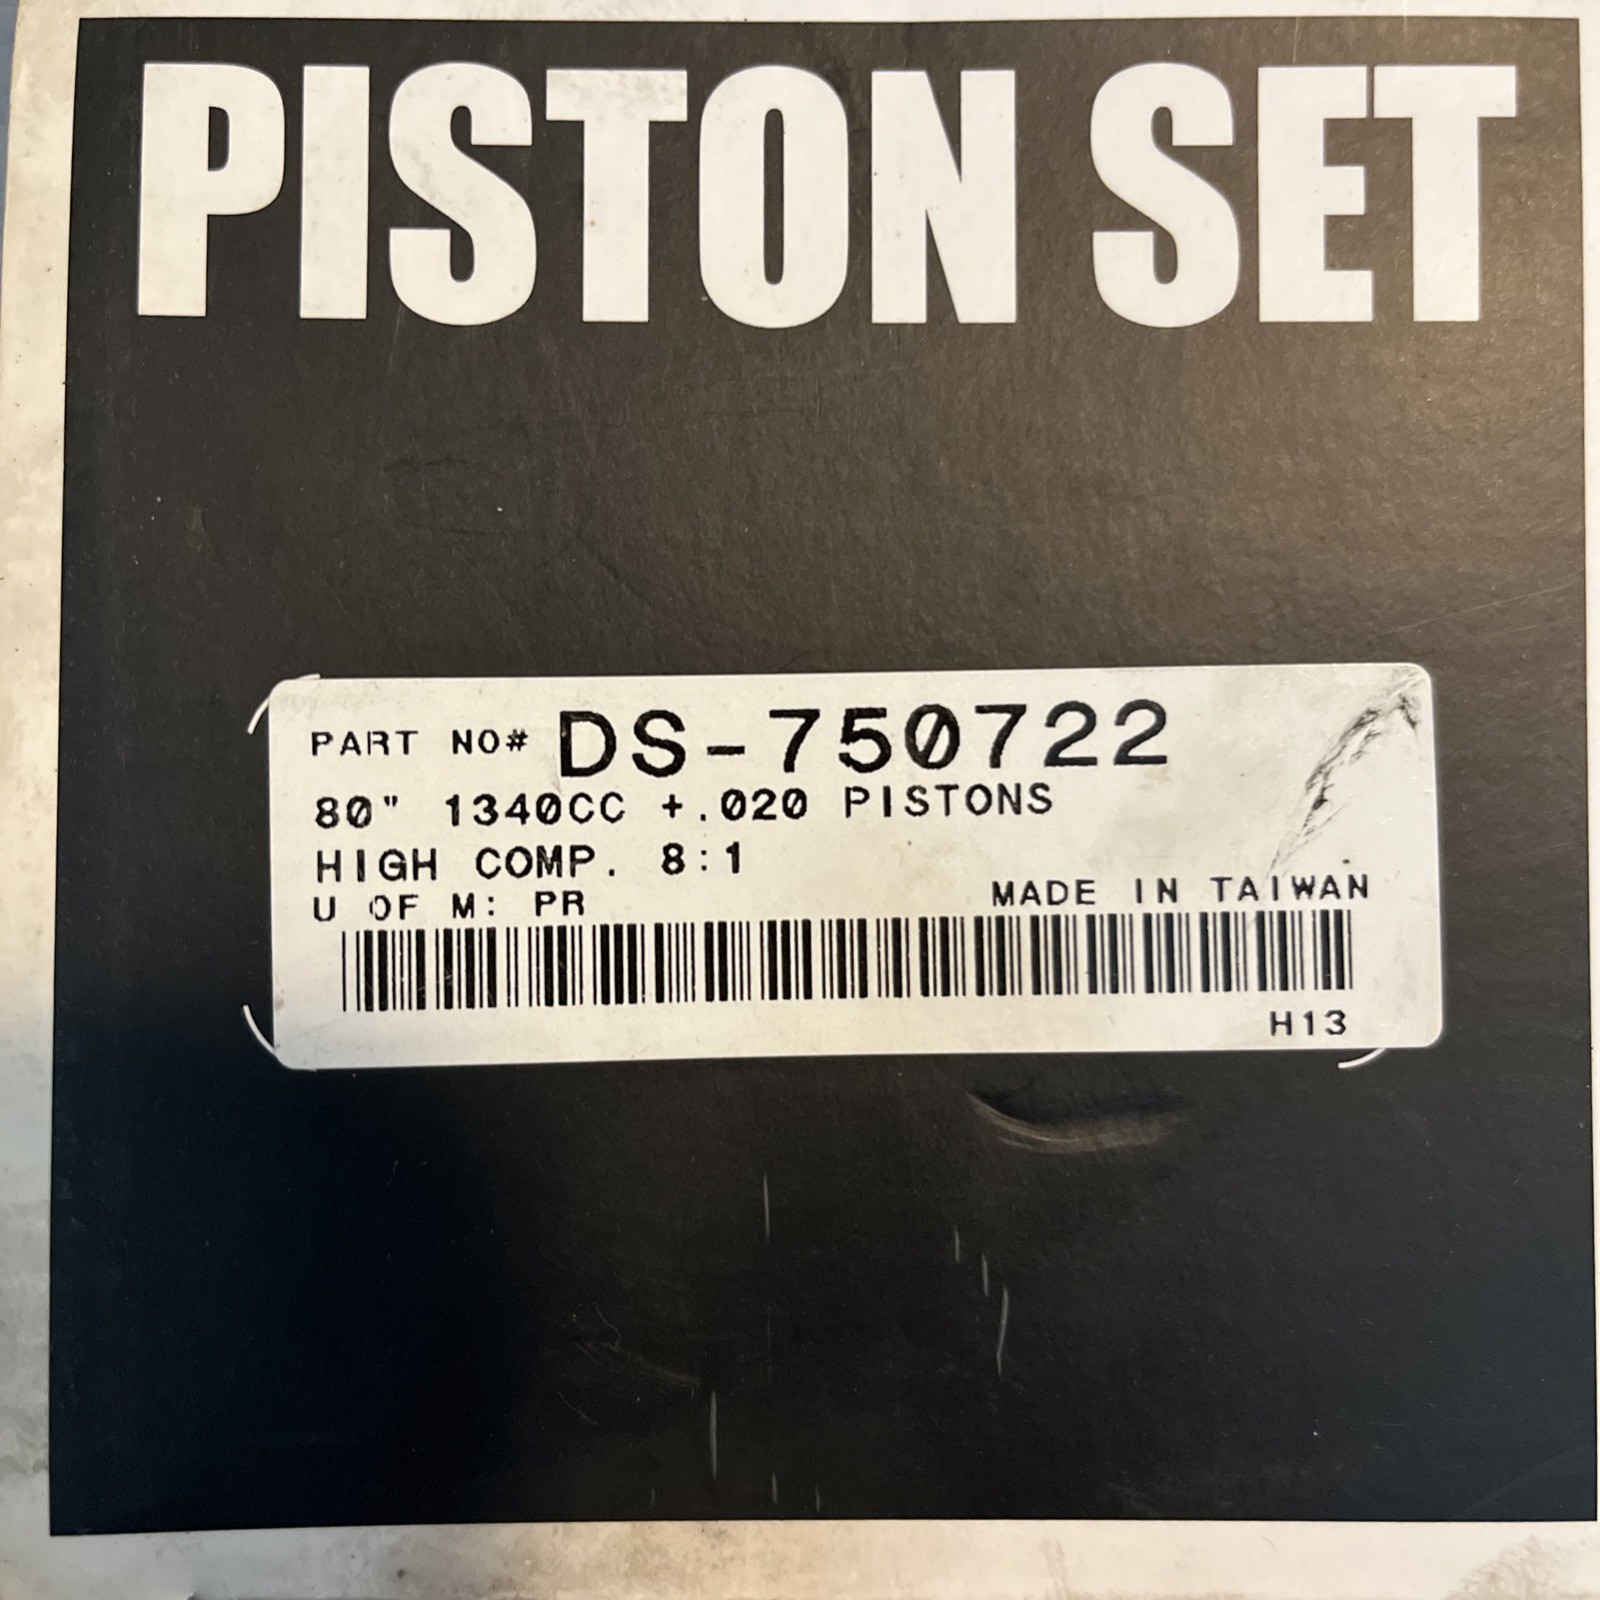 PISTON SET
PART NO# DS-750722
80" 1340CC +.020 PISTONS
HIGH COMP. 8:1
U OF M: PR MADE IN TAIWAN
H13